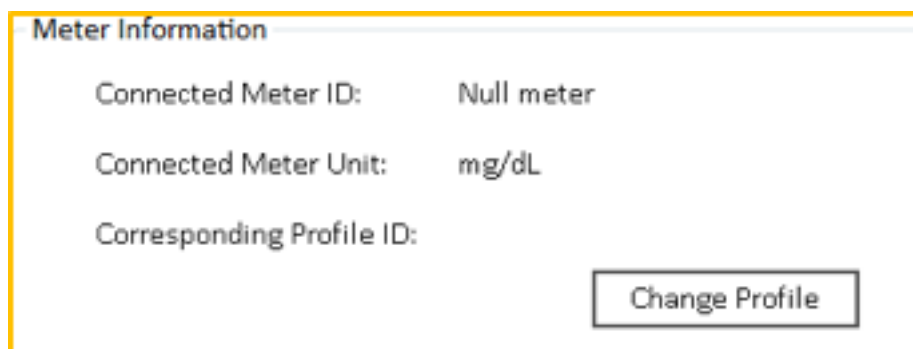 Meter Information
Connected Meter ID: Null meter
Connected Meter Unit: mg/dL
Corresponding Profile ID:
Change Profile